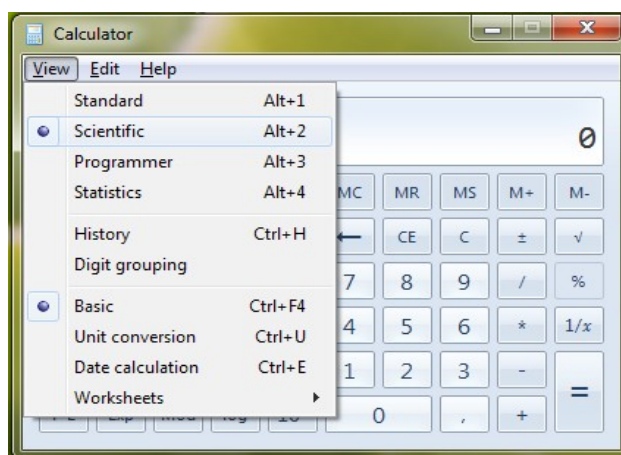 Calculator
View Edit Help
Standard Alt+1
Scientific Alt+2
0
Programmer Alt+3
Statistics Alt+4
MC MR MS M+ M-
History Ctrl+H
← CE C ± √
Digit grouping
7 8 9 / %
Basic Ctrl+F4
Unit conversion Ctrl+U
4 5 6 * 1/x
Date calculation Ctrl+E
1 2 3 - =
Worksheets
0 , +